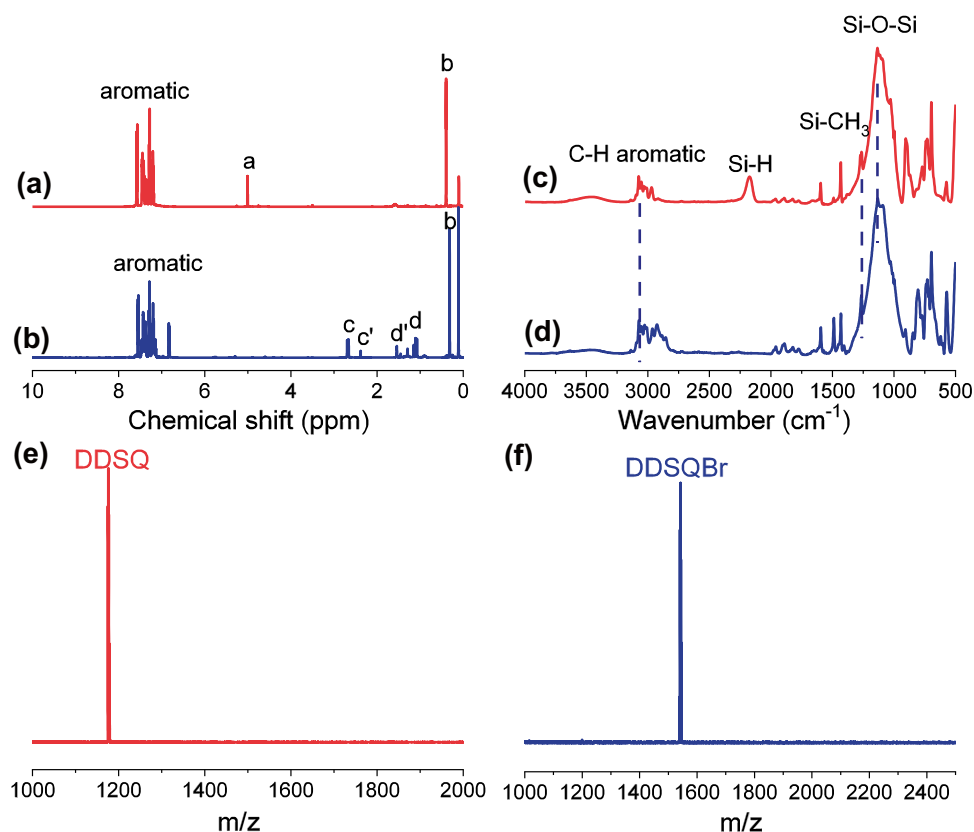 aromatic
a
b
(a)
aromatic
b
c
c'
d'
d
(b)
10 8 6 4 2 0
Chemical shift (ppm)
Si-O-Si
Si-CH3
C-H aromatic
Si-H
(c)
(d)
4000 3500 3000 2500 2000 1500 1000 500
Wavenumber (cm-1)
(e)
DDSQ
1000 1200 1400 1600 1800 2000
m/z
(f)
DDSQBr
1000 1200 1400 1600 1800 2000 2200 2400
m/z